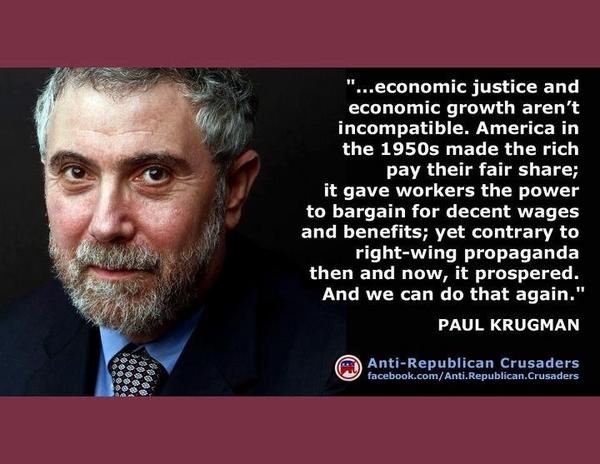 "...economic justice and
economic growth aren't
incompatible. America in
the 1950s made the rich
pay their fair share;
it gave workers the power
to bargain for decent wages
and benefits; yet contrary to
right-wing propaganda
then and now, it prospered.
And we can do that again."
PAUL KRUGMAN
Anti-Republican Crusaders
facebook.com/Anti.Republican.Crusaders